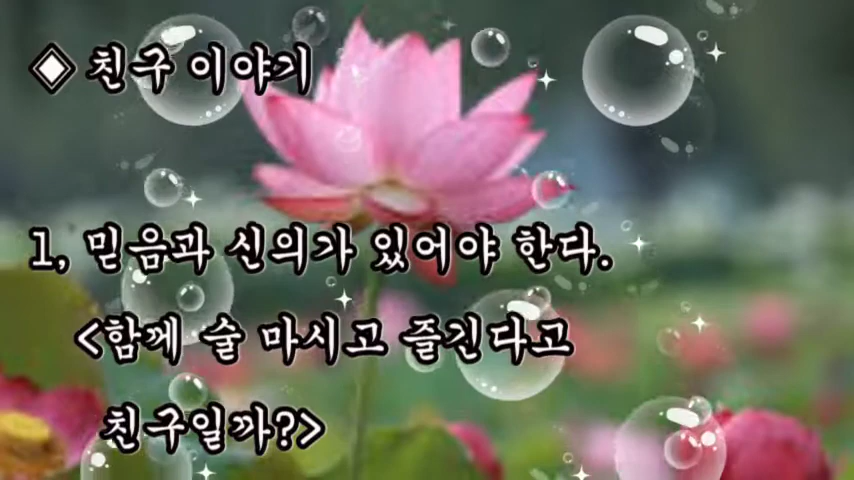 ◈ 친구 이야기
1, 믿음과 신의가 있어야 한다.
<함께 술 마시고 즐긴다고
친구일까?>